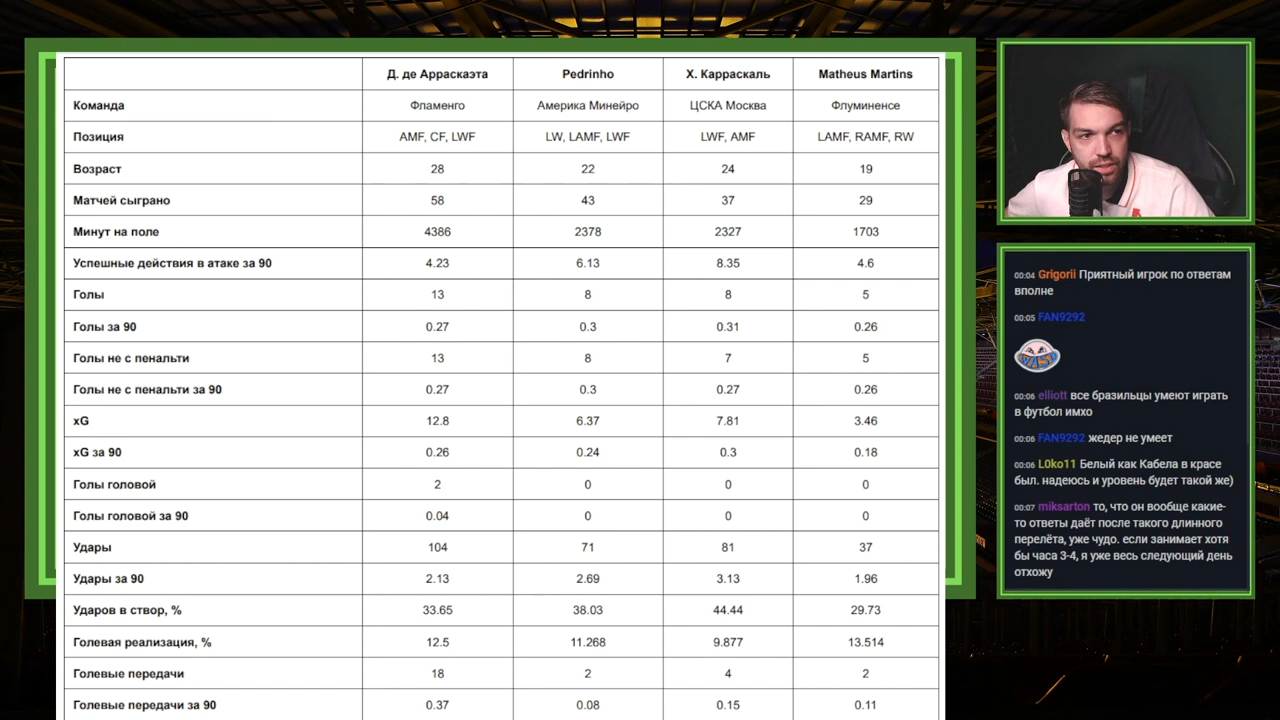 Д. де Арраскаэта Pedrinho Х. Карраскаль Matheus Martins
Команда Фламенго Америка Минейро ЦСКА Москва Флуминенсе
Позиция AMF, CF, LWF LW, LAMF, LWF LWF, AMF LAMF, RAMF, RW
Возраст 28 22 24 19
Матчей сыграно 58 43 37 29
Минут на поле 4386 2378 2327 1703
Успешные действия в атаке за 90 4.23 6.13 8.35 4.6
Голы 13 8 8 5
Голы за 90 0.27 0.3 0.31 0.26
Голы не с пенальти 13 8 7 5
Голы не с пенальти за 90 0.27 0.3 0.27 0.26
xG 12.8 6.37 7.81 3.46
xG за 90 0.26 0.24 0.3 0.18
Голы головой 2 0 0 0
Голы головой за 90 0.04 0 0 0
Удары 104 71 81 37
Удары за 90 2.13 2.69 3.13 1.96
Ударов в створ, % 33.65 38.03 44.44 29.73
Голевая реализация, % 12.5 11.268 9.877 13.514
Голевые передачи 18 2 4 2
Голевые передачи за 90 0.37 0.08 0.15 0.11
00:04 Grigorii Приятный игрок по ответам
вполне
00:05 FAN9292
00:06 elliott все бразильцы умеют играть
в футбол имхо
00:06 FAN9292 жедер не умеет
00:06 L0ko11 Белый как Кабела в красе
был. надеюсь и уровень будет такой же)
00:07 miksarton то, что он вообще какие-
то ответы даёт после такого длинного
перелёта, уже чудо. если занимает хотя
бы часа 3-4, я уже весь следующий день
отхожу